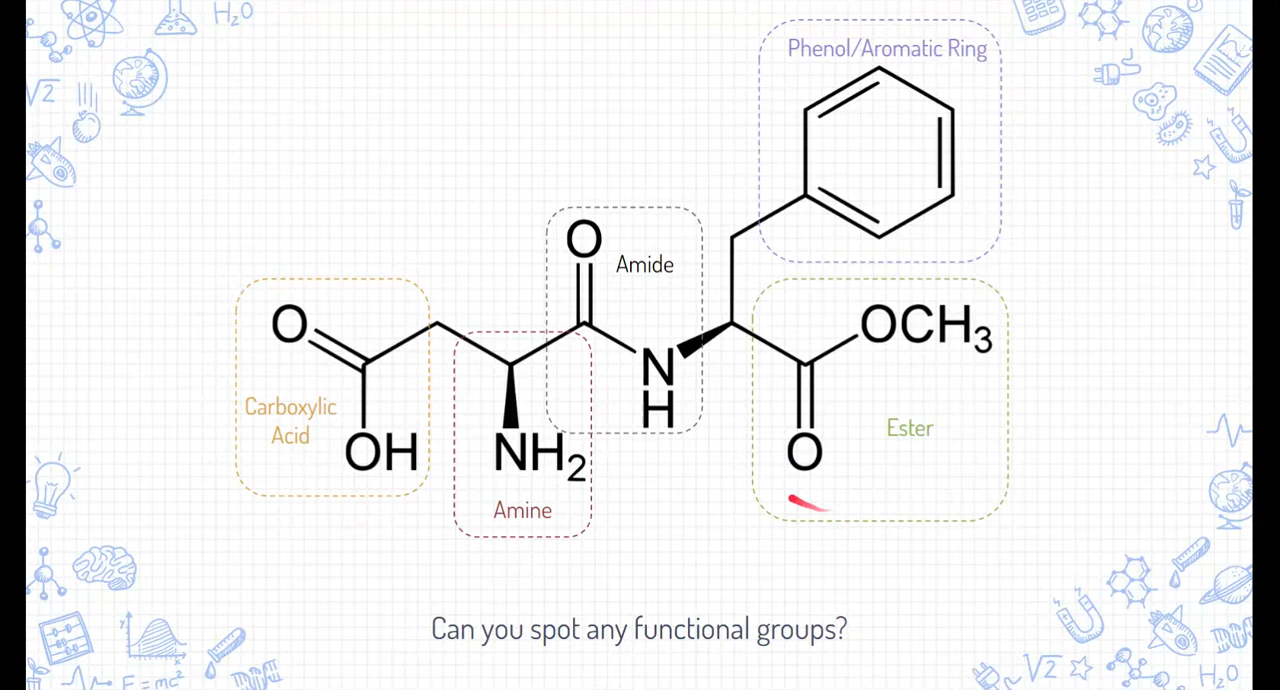 H₂O
Phenol/Aromatic Ring
√2
O
Amide
O
OCH₃
N
H
Carboxylic
Acid
Ester
OH
NH₂
O
Amine
Can you spot any functional groups?
y
x
E=mc²
√2
H₂O